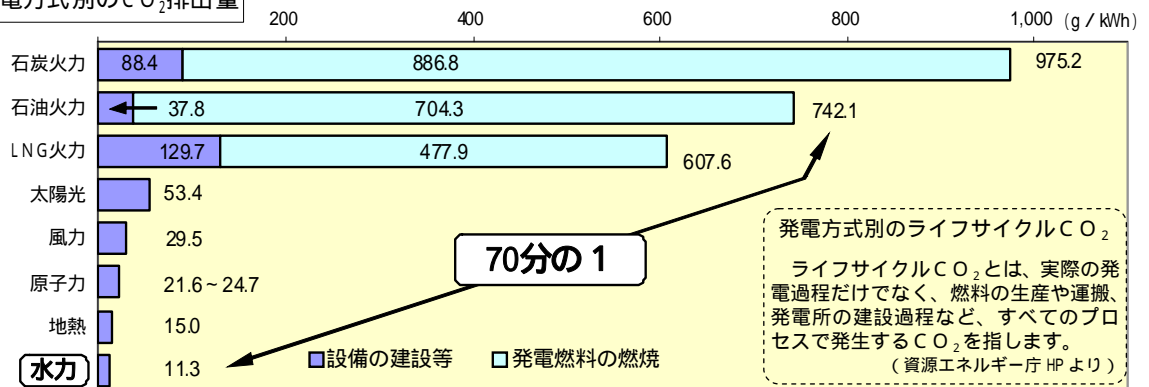 電力方式別のCO₂排出量
200 400 600 800 1,000 (g / kWh)
石炭火力 88.4 886.8 975.2
石油火力 37.8 704.3 742.1
LNG火力 129.7 477.9 607.6
太陽光 53.4
風力 29.5
原子力 21.6~24.7
地熱 15.0
水力 11.3
70分の1
設備の建設等 発電燃料の燃焼
発電方式別のライフサイクルCO₂
ライフサイクルCO₂とは、実際の発
電過程だけでなく、燃料の生産や運搬、
発電所の建設過程など、すべてのプロ
セスで発生するCO₂を指します。
(資源エネルギー庁HPより)